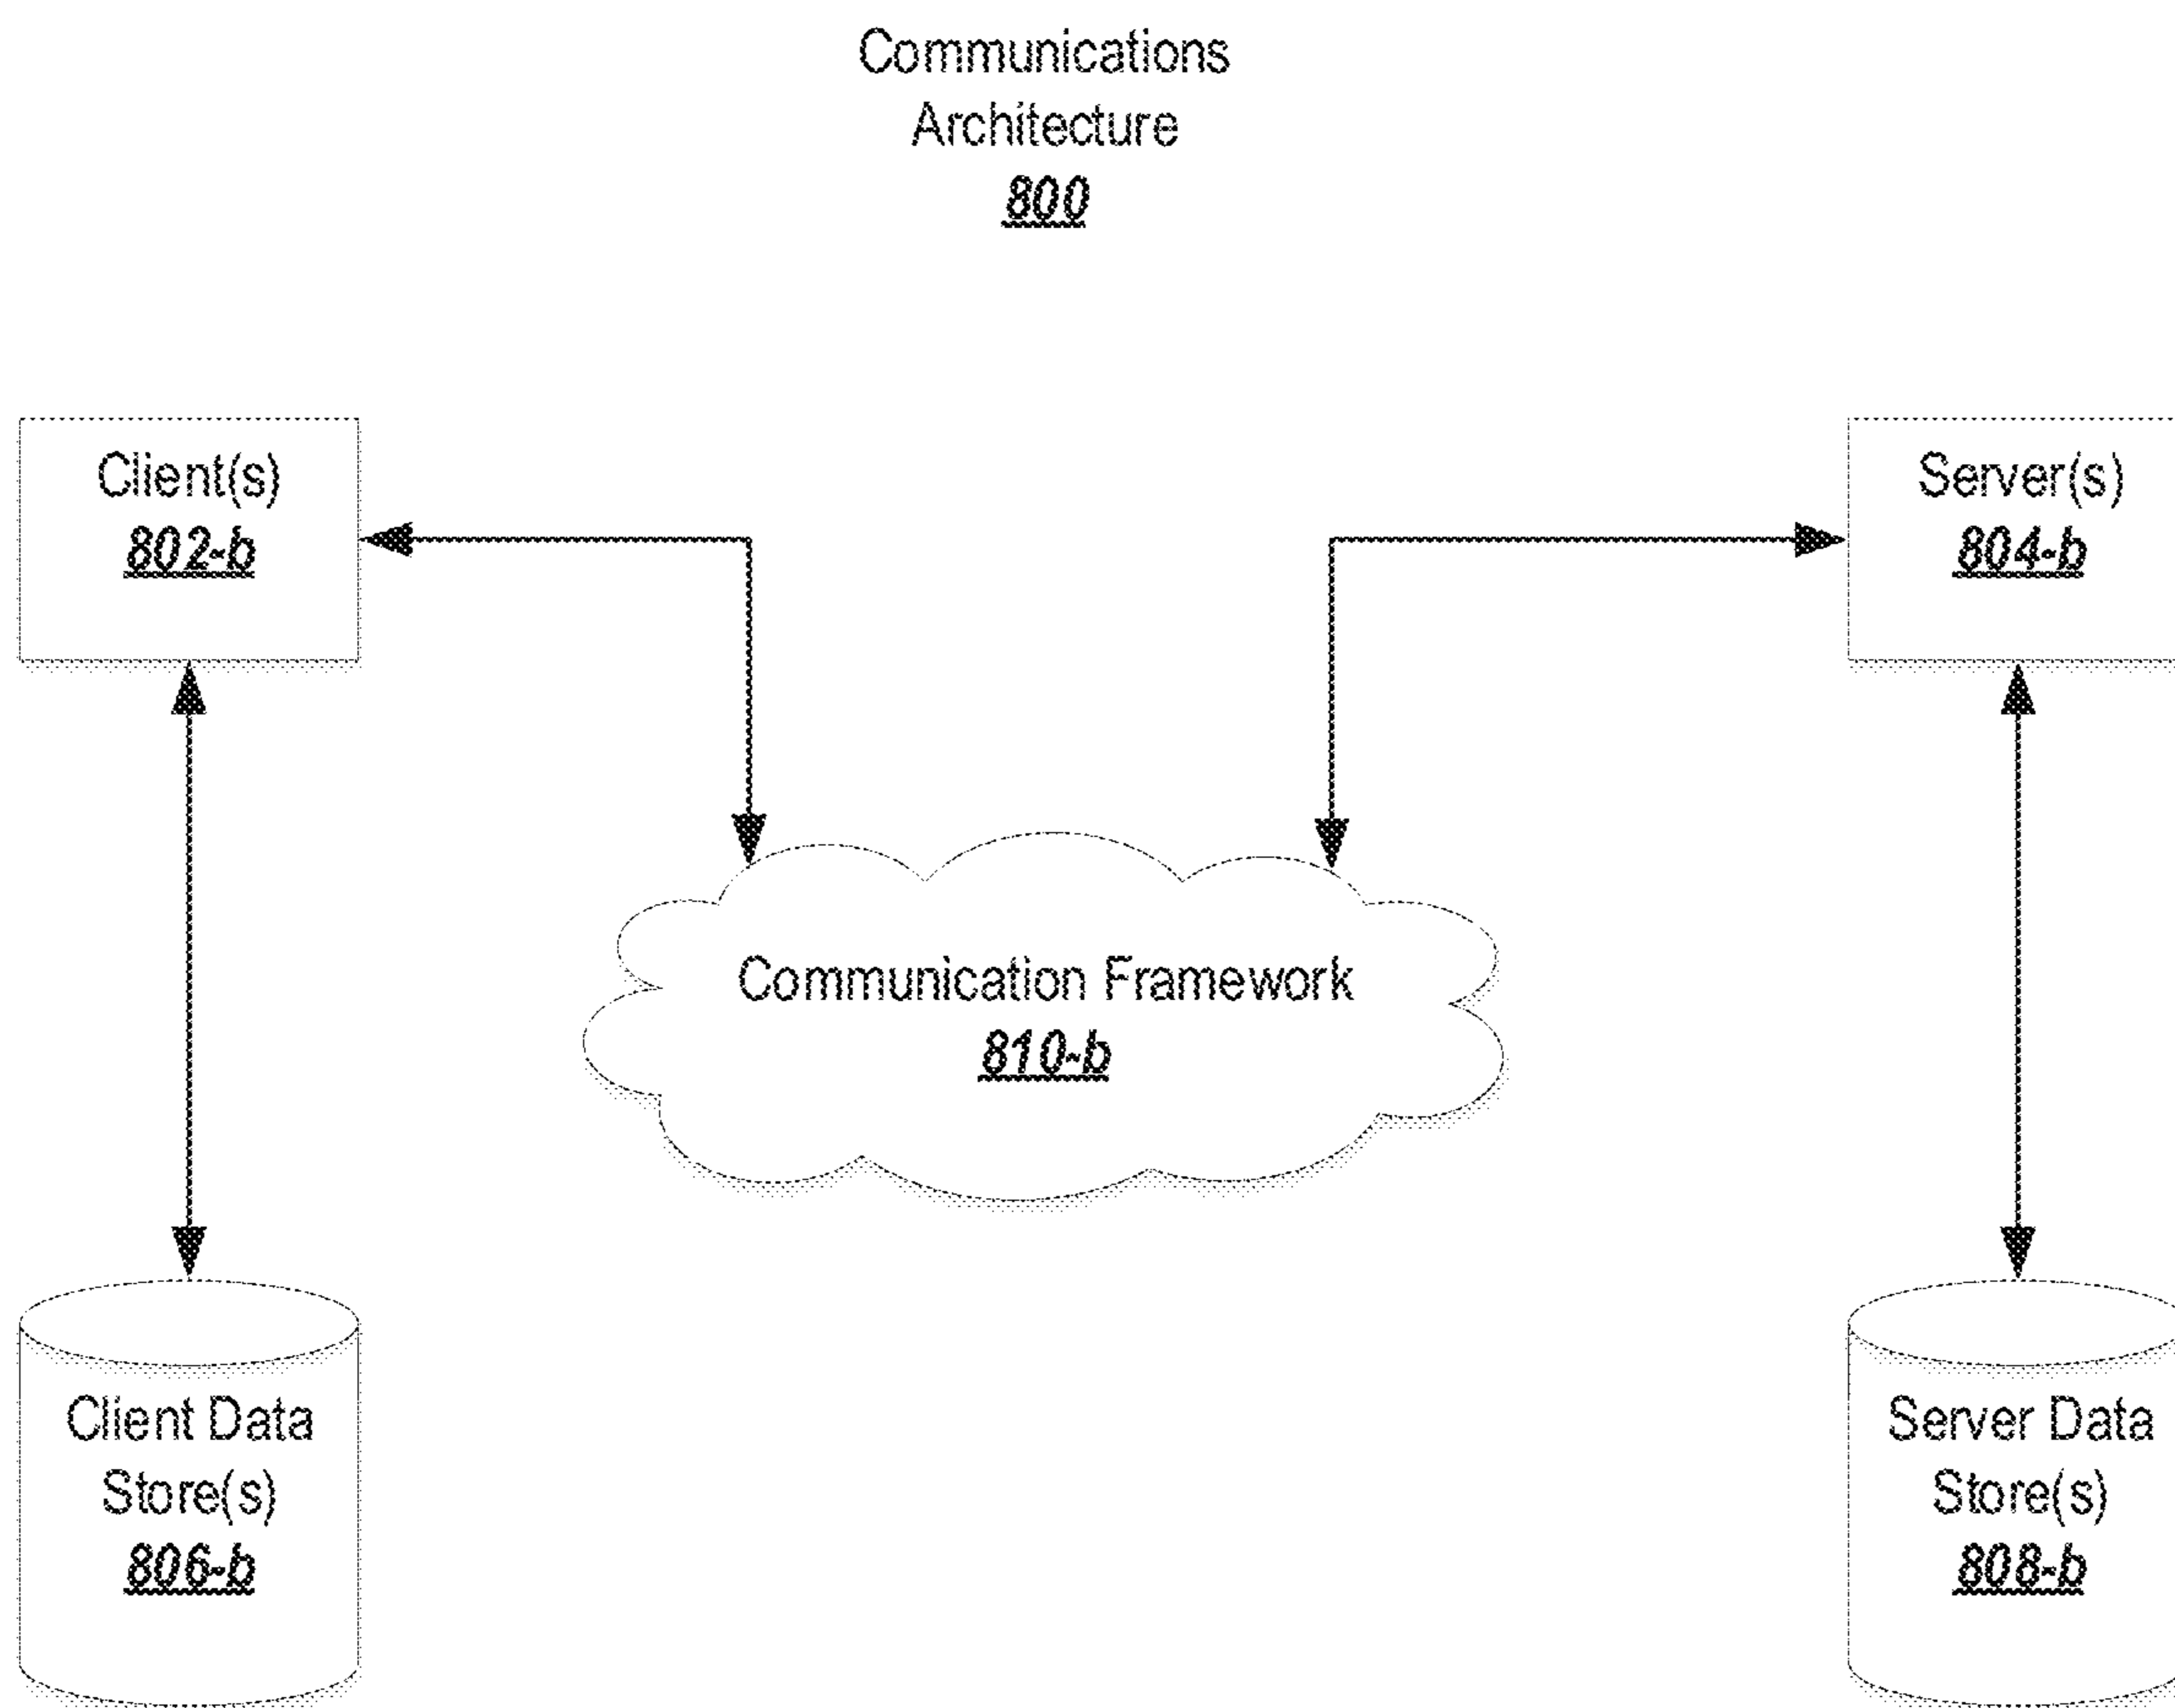 Communications
Architecture
800
Client(s)
802-b
Server(s)
804-b
Communication Framework
810-b
Client Data
Store(s)
806-b
Server Data
Store(s)
808-b